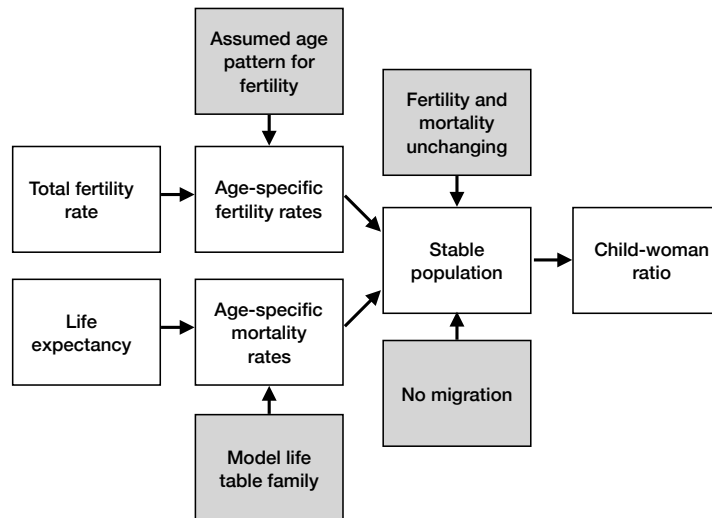 Assumed age
pattern for
fertility
Fertility and
mortality
unchanging
Total fertility
rate
Age-specific
fertility rates
Stable
population
Child-woman
ratio
Life
expectancy
Age-specific
mortality
rates
No migration
Model life
table family